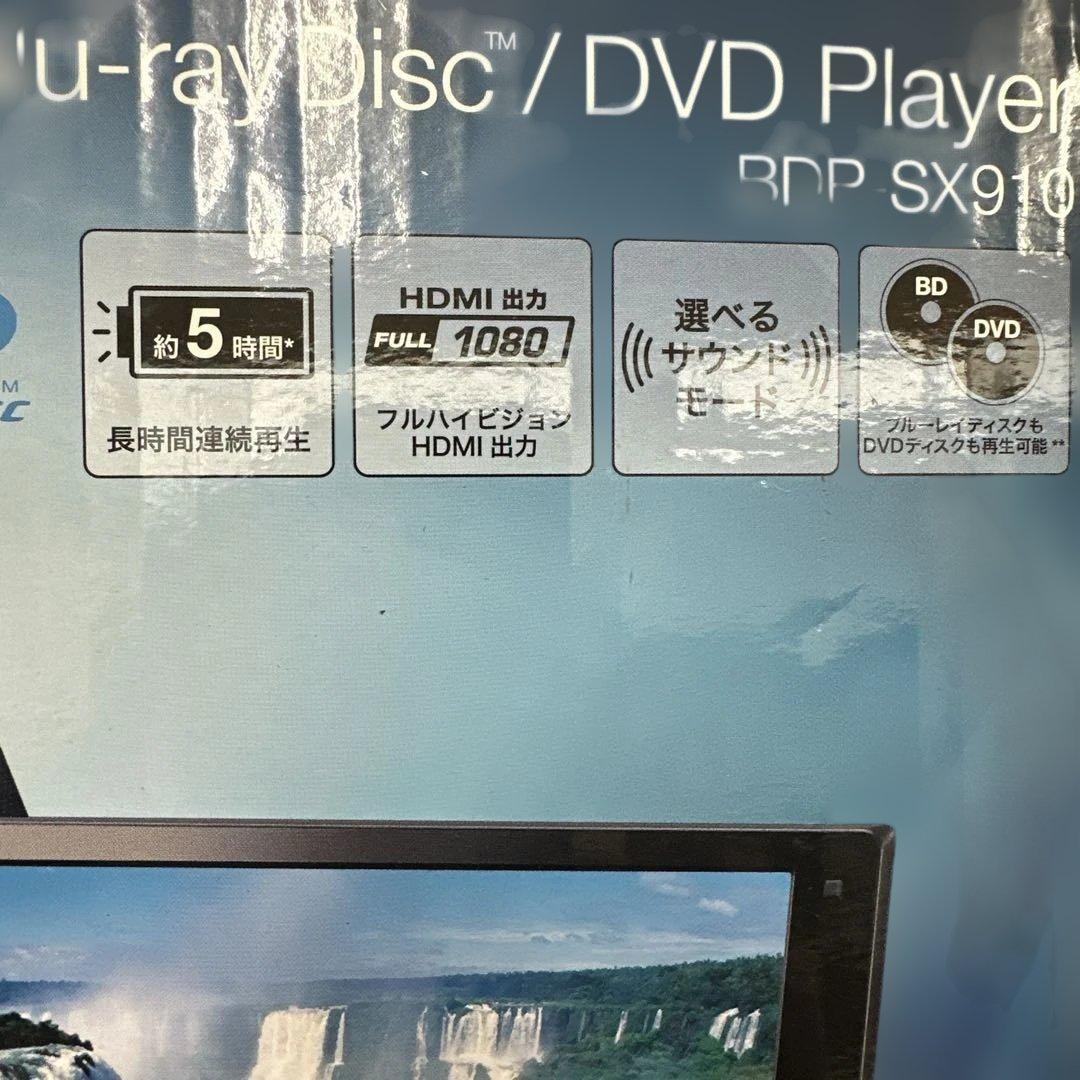 lu-ray Disc™ / DVD Player
BDP-SX910
約5時間*
長時間連続再生
HDMI 出力
FULL 1080
フルハイビジョン
HDMI 出力
選べる
サウンド
モード
BD
DVD
ブルーレイディスクも
DVDディスクも再生可能**